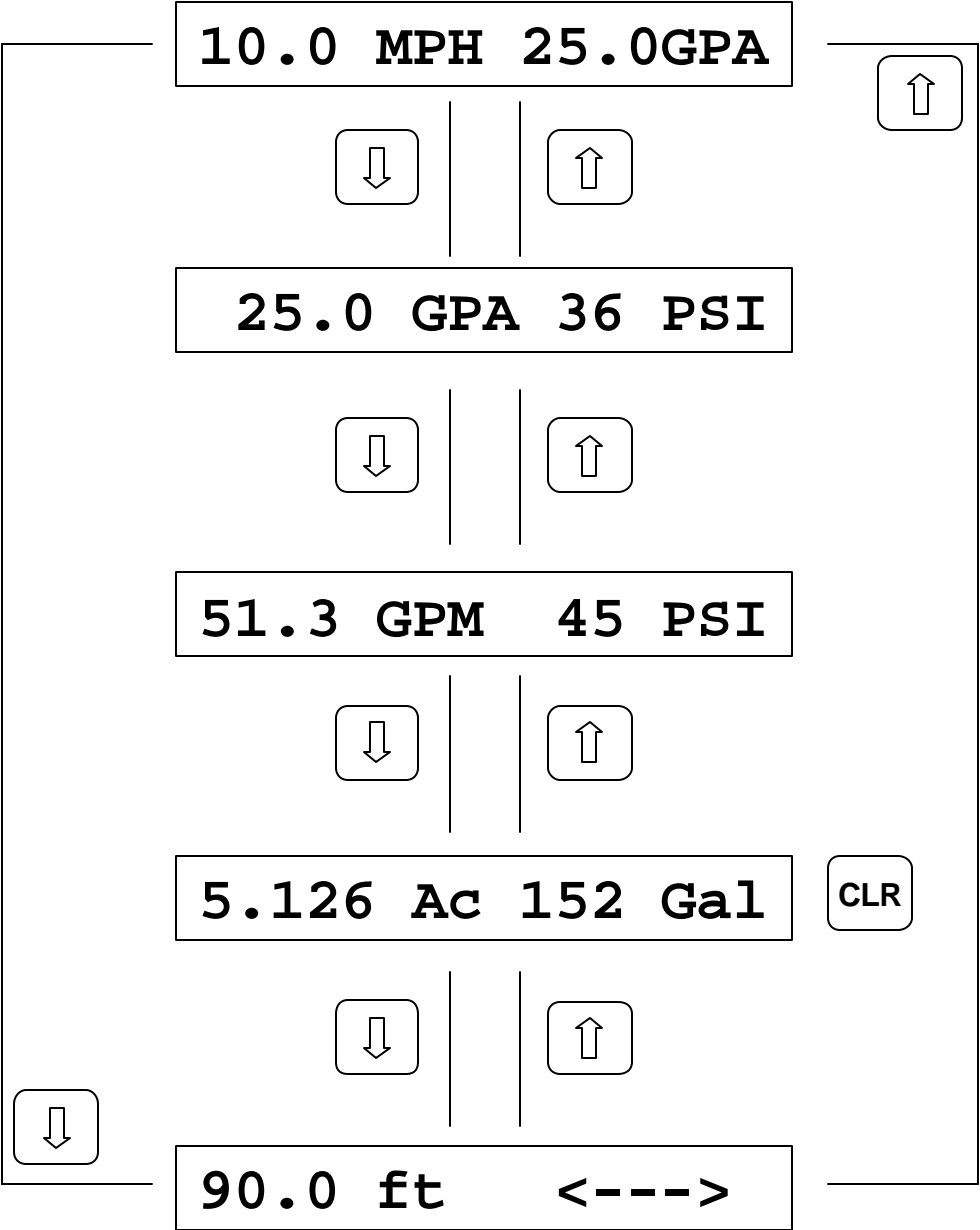 10.0 MPH 25.0GPA
25.0 GPA 36 PSI
51.3 GPM  45 PSI
5.126 Ac 152 Gal
CLR
90.0 ft   <--->